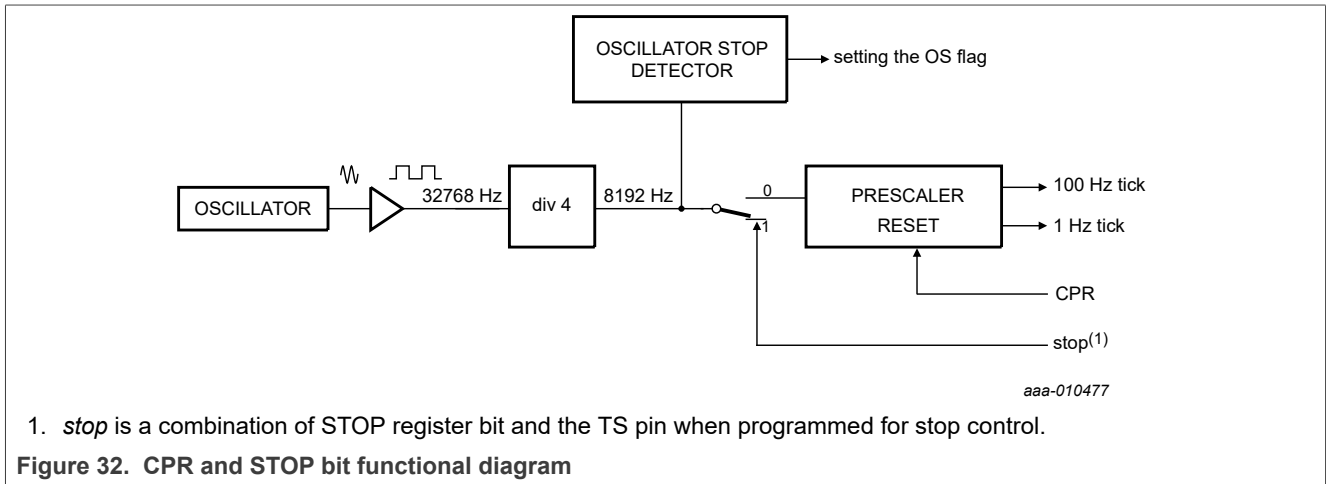 OSCILLATOR STOP
DETECTOR
setting the OS flag
OSCILLATOR
32768 Hz
div 4
8192 Hz
0
1
PRESCALER
RESET
100 Hz tick
1 Hz tick
CPR
stop(1)
aaa-010477
1. stop is a combination of STOP register bit and the TS pin when programmed for stop control.
Figure 32. CPR and STOP bit functional diagram